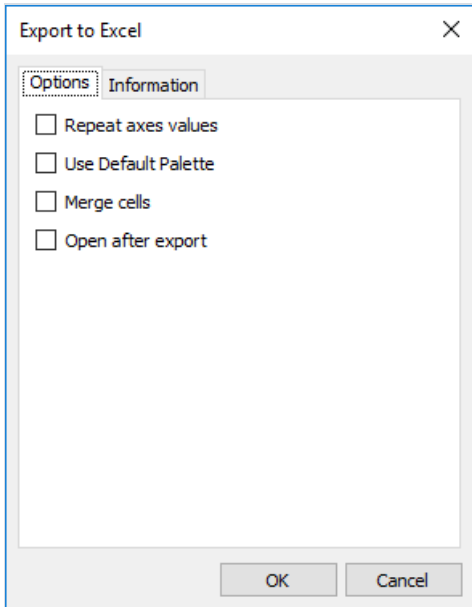 Export to Excel
Options Information
Repeat axes values
Use Default Palette
Merge cells
Open after export
OK Cancel